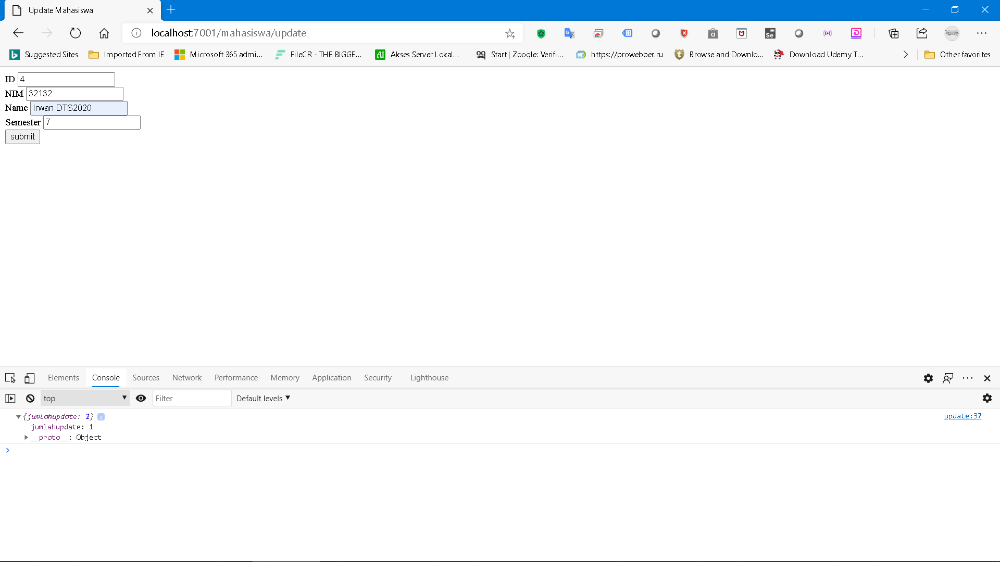 Update Mahasiswa
localhost:7001/mahasiswa/update
Suggested Sites Imported From IE Microsoft 365 admi... FileCR - THE BIGGE... Akses Server Lokal... Start | Zooqle: Verifi... https://prowebber.ru Browse and Downlo... Download Udemy T... Other favorites
ID 4
NIM 32132
Name Irwan DTS2020
Semester 7
submit
Elements Console Sources Network Performance Memory Application Security Lighthouse
top Filter Default levels
{jumlahupdate: 1} update:37
jumlahupdate: 1
__proto__: Object